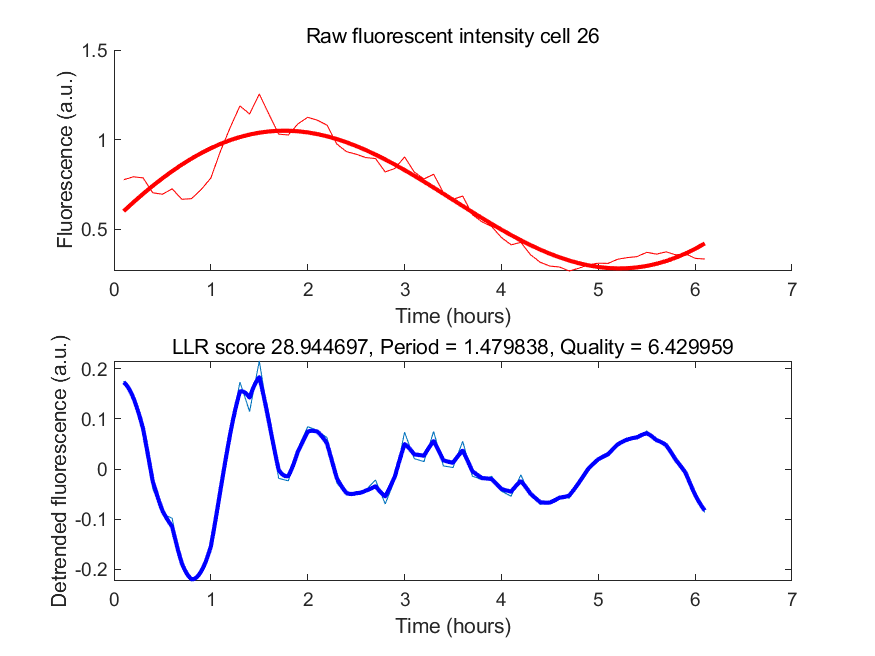 Raw fluorescent intensity cell 26
Fluorescence (a.u.)
1.5
1
0.5
0 1 2 3 4 5 6 7
Time (hours)
LLR score 28.944697, Period = 1.479838, Quality = 6.429959
Detrended fluorescence (a.u.)
0.2
0.1
0
-0.1
-0.2
0 1 2 3 4 5 6 7
Time (hours)